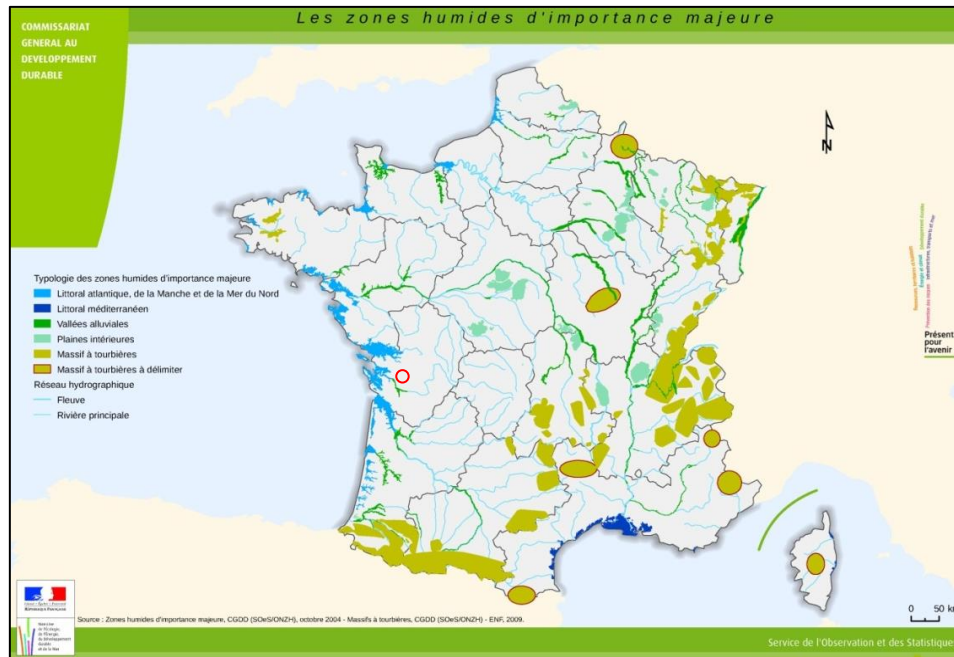 Les zones humides d'importance majeure
COMMISSARIAT
GENERAL AU
DEVELOPPEMENT
DURABLE
N
Typologie des zones humides d'importance majeure
Littoral atlantique, de la Manche et de la Mer du Nord
Littoral méditerranéen
Vallées alluviales
Plaines intérieures
Massif à tourbières
Massif à tourbières à délimiter
Réseau hydrographique
Fleuve
Rivière principale
Présent
pour
l'avenir
0 50 km
Source : Zones humides d'importance majeure, CGDD (SOeS/ONZH), octobre 2004 - Massifs à tourbières, CGDD (SOeS/ONZH) - ENF, 2009.
RÉPUBLIQUE FRANÇAISE
Service de l'Observation et des Statistiques